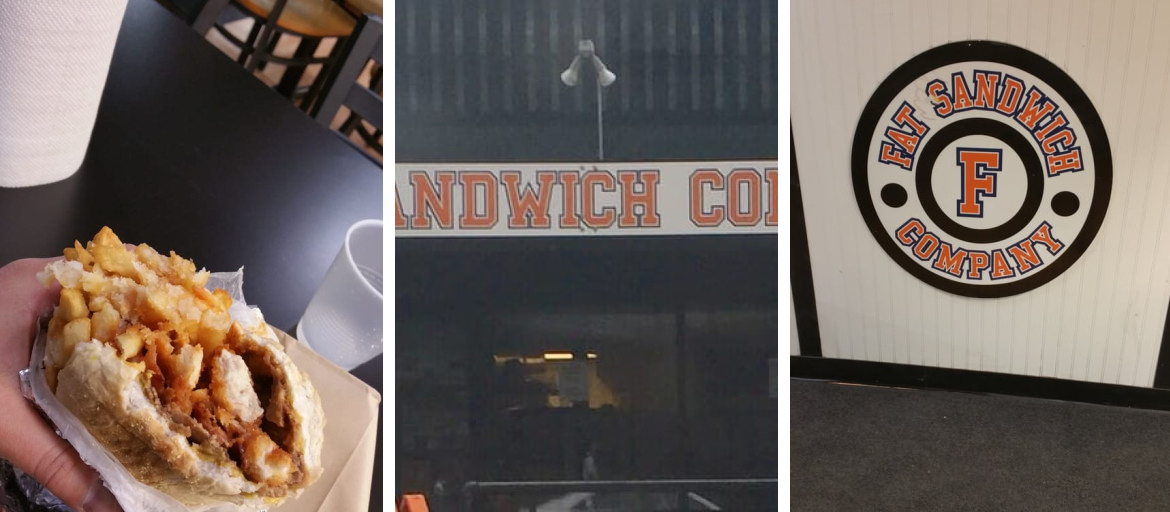 ANDWICH CO
FAT SANDWICH
F
COMPANY